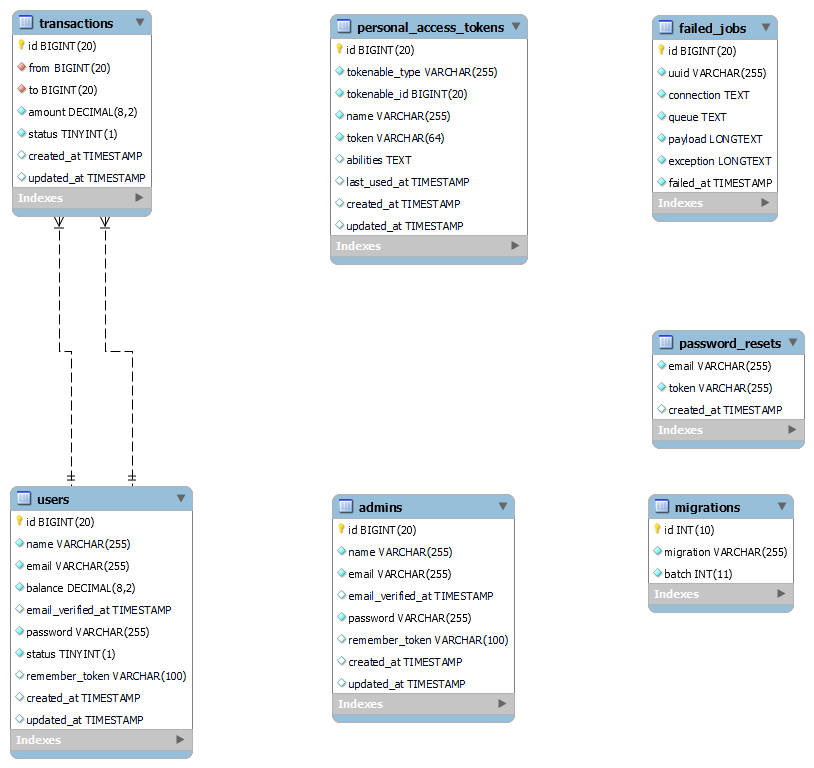 transactions
id BIGINT(20)
from BIGINT(20)
to BIGINT(20)
amount DECIMAL(8,2)
status TINYINT(1)
created_at TIMESTAMP
updated_at TIMESTAMP
Indexes
personal_access_tokens
id BIGINT(20)
tokenable_type VARCHAR(255)
tokenable_id BIGINT(20)
name VARCHAR(255)
token VARCHAR(64)
abilities TEXT
last_used_at TIMESTAMP
created_at TIMESTAMP
updated_at TIMESTAMP
Indexes
failed_jobs
id BIGINT(20)
uuid VARCHAR(255)
connection TEXT
queue TEXT
payload LONGTEXT
exception LONGTEXT
failed_at TIMESTAMP
Indexes
password_resets
email VARCHAR(255)
token VARCHAR(255)
created_at TIMESTAMP
Indexes
users
id BIGINT(20)
name VARCHAR(255)
email VARCHAR(255)
balance DECIMAL(8,2)
email_verified_at TIMESTAMP
password VARCHAR(255)
status TINYINT(1)
remember_token VARCHAR(100)
created_at TIMESTAMP
updated_at TIMESTAMP
Indexes
admins
id BIGINT(20)
name VARCHAR(255)
email VARCHAR(255)
email_verified_at TIMESTAMP
password VARCHAR(255)
remember_token VARCHAR(100)
created_at TIMESTAMP
updated_at TIMESTAMP
Indexes
migrations
id INT(10)
migration VARCHAR(255)
batch INT(11)
Indexes